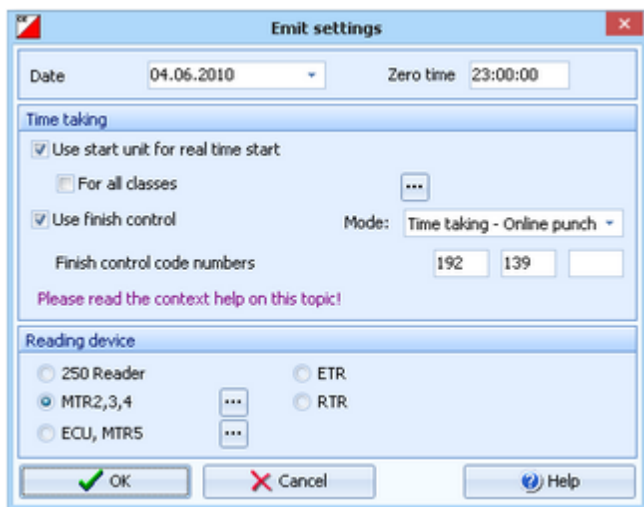 Emit settings
Date 04.06.2010 Zero time 23:00:00
Time taking
Use start unit for real time start
For all classes ...
Use finish control Mode: Time taking - Online punch
Finish control code numbers 192 139
Please read the context help on this topic!
Reading device
250 Reader ETR
MTR2,3,4 ... RTR
ECU, MTR5 ...
OK Cancel Help